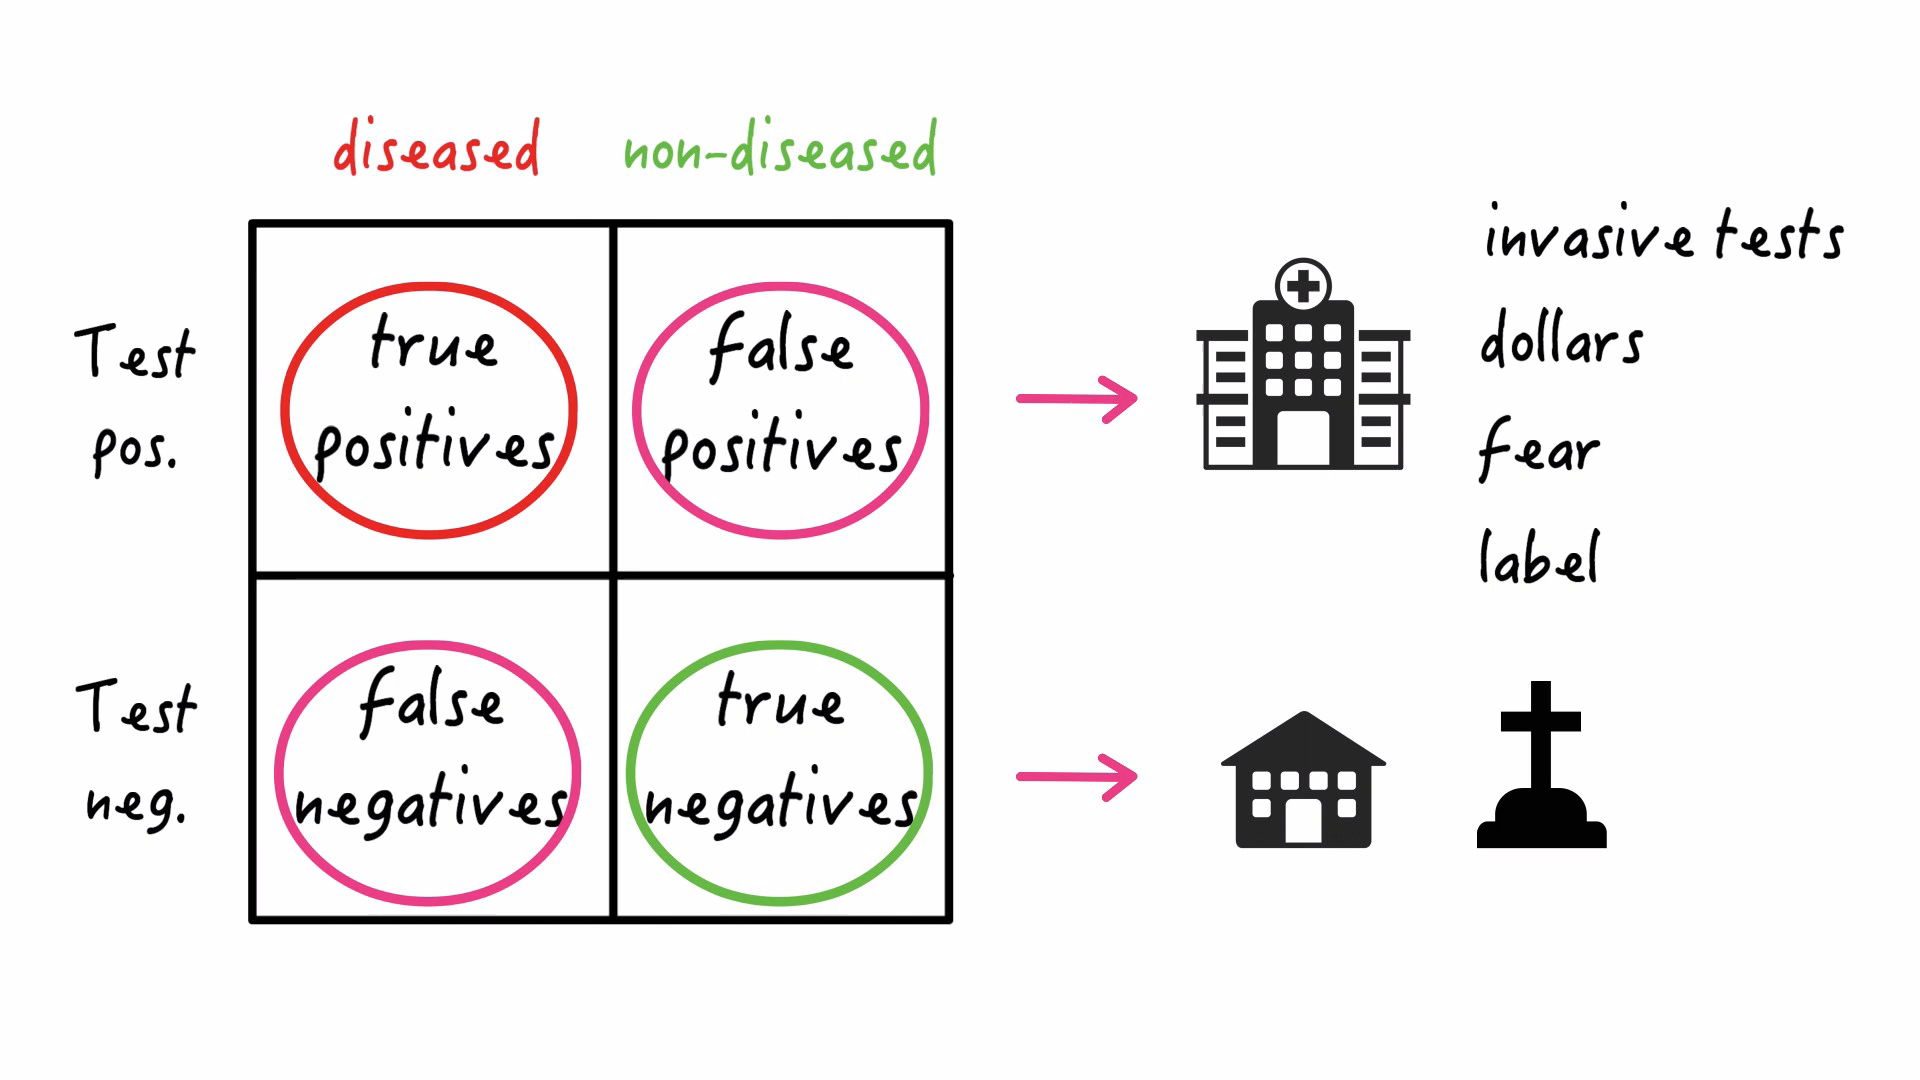 diseased non-diseased
Test pos.
true positives
false positives
invasive tests
dollars
fear
label
Test neg.
false negatives
true negatives